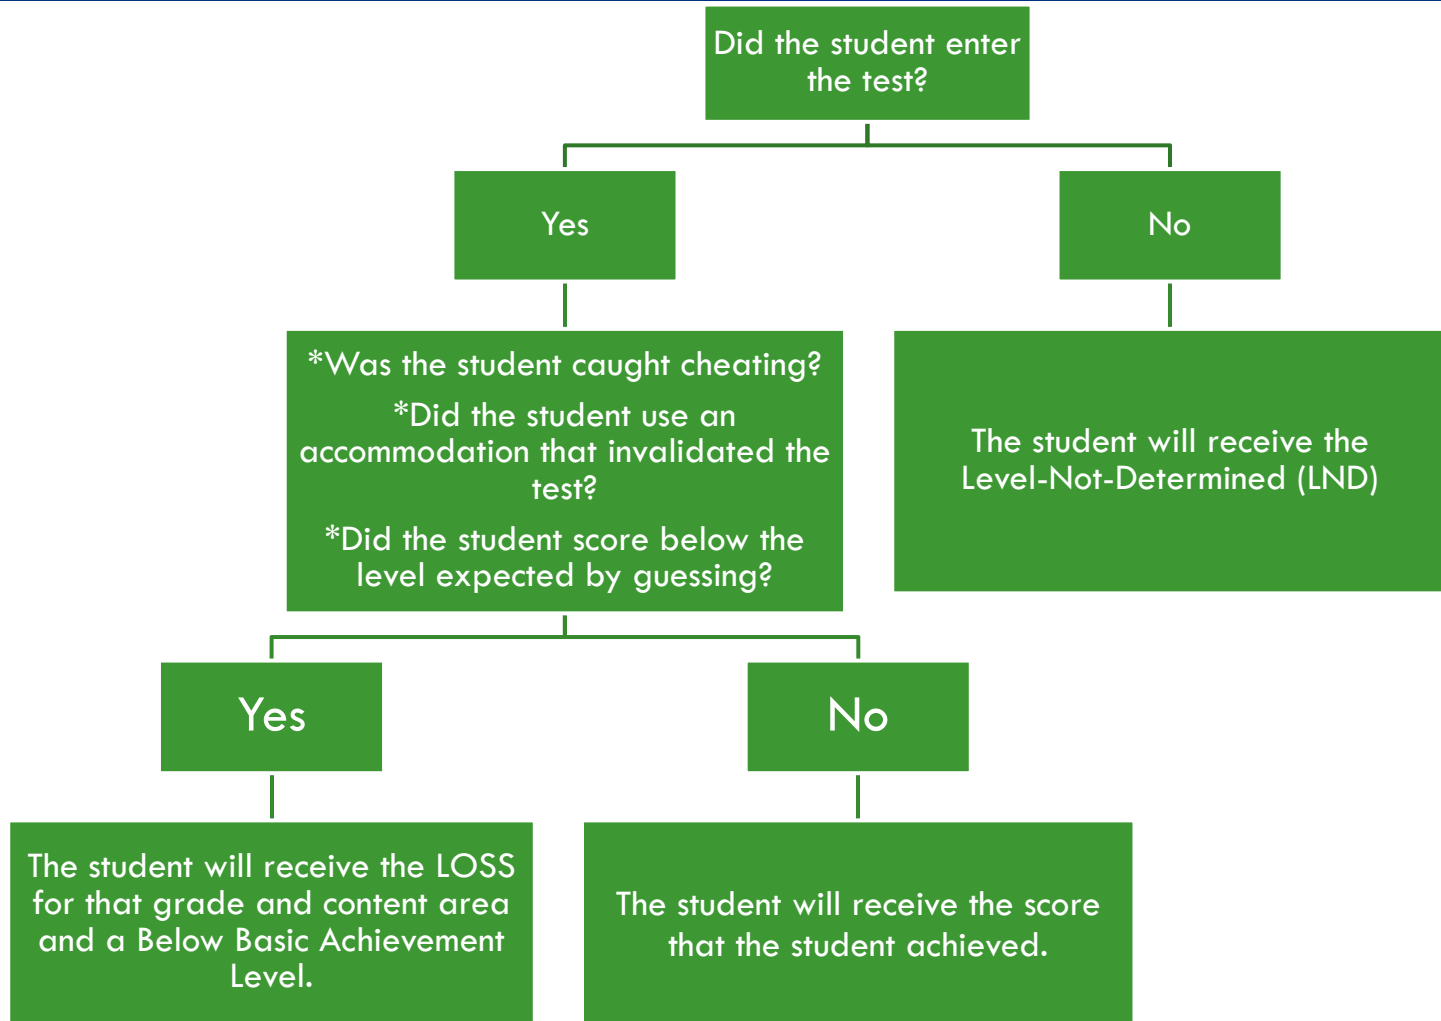 Did the student enter
the test?
Yes
No
*Was the student caught cheating?
*Did the student use an
accommodation that invalidated the
test?
*Did the student score below the
level expected by guessing?
The student will receive the
Level-Not-Determined (LND)
Yes
No
The student will receive the LOSS
for that grade and content area
and a Below Basic Achievement
Level.
The student will receive the score
that the student achieved.